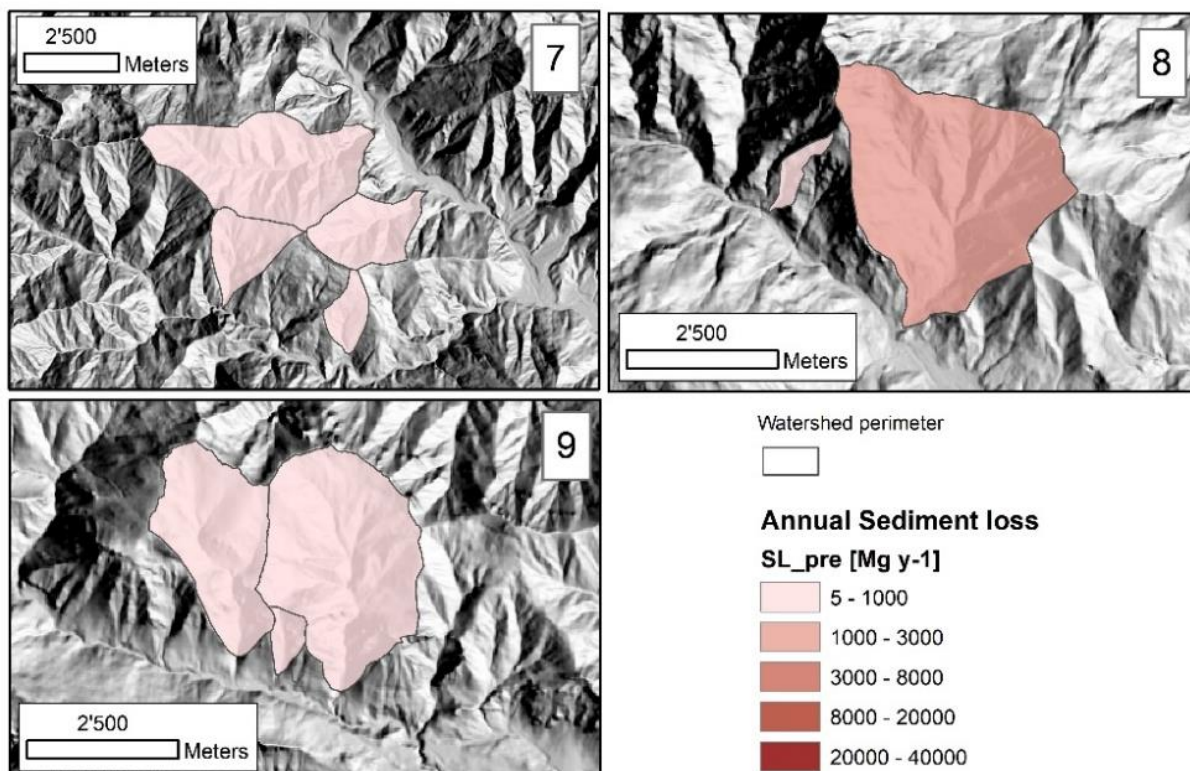 2'500
Meters
7
8
2'500
Meters
9
2'500
Meters
Watershed perimeter
Annual Sediment loss
SL_pre [Mg y-1]
5 - 1000
1000 - 3000
3000 - 8000
8000 - 20000
20000 - 40000